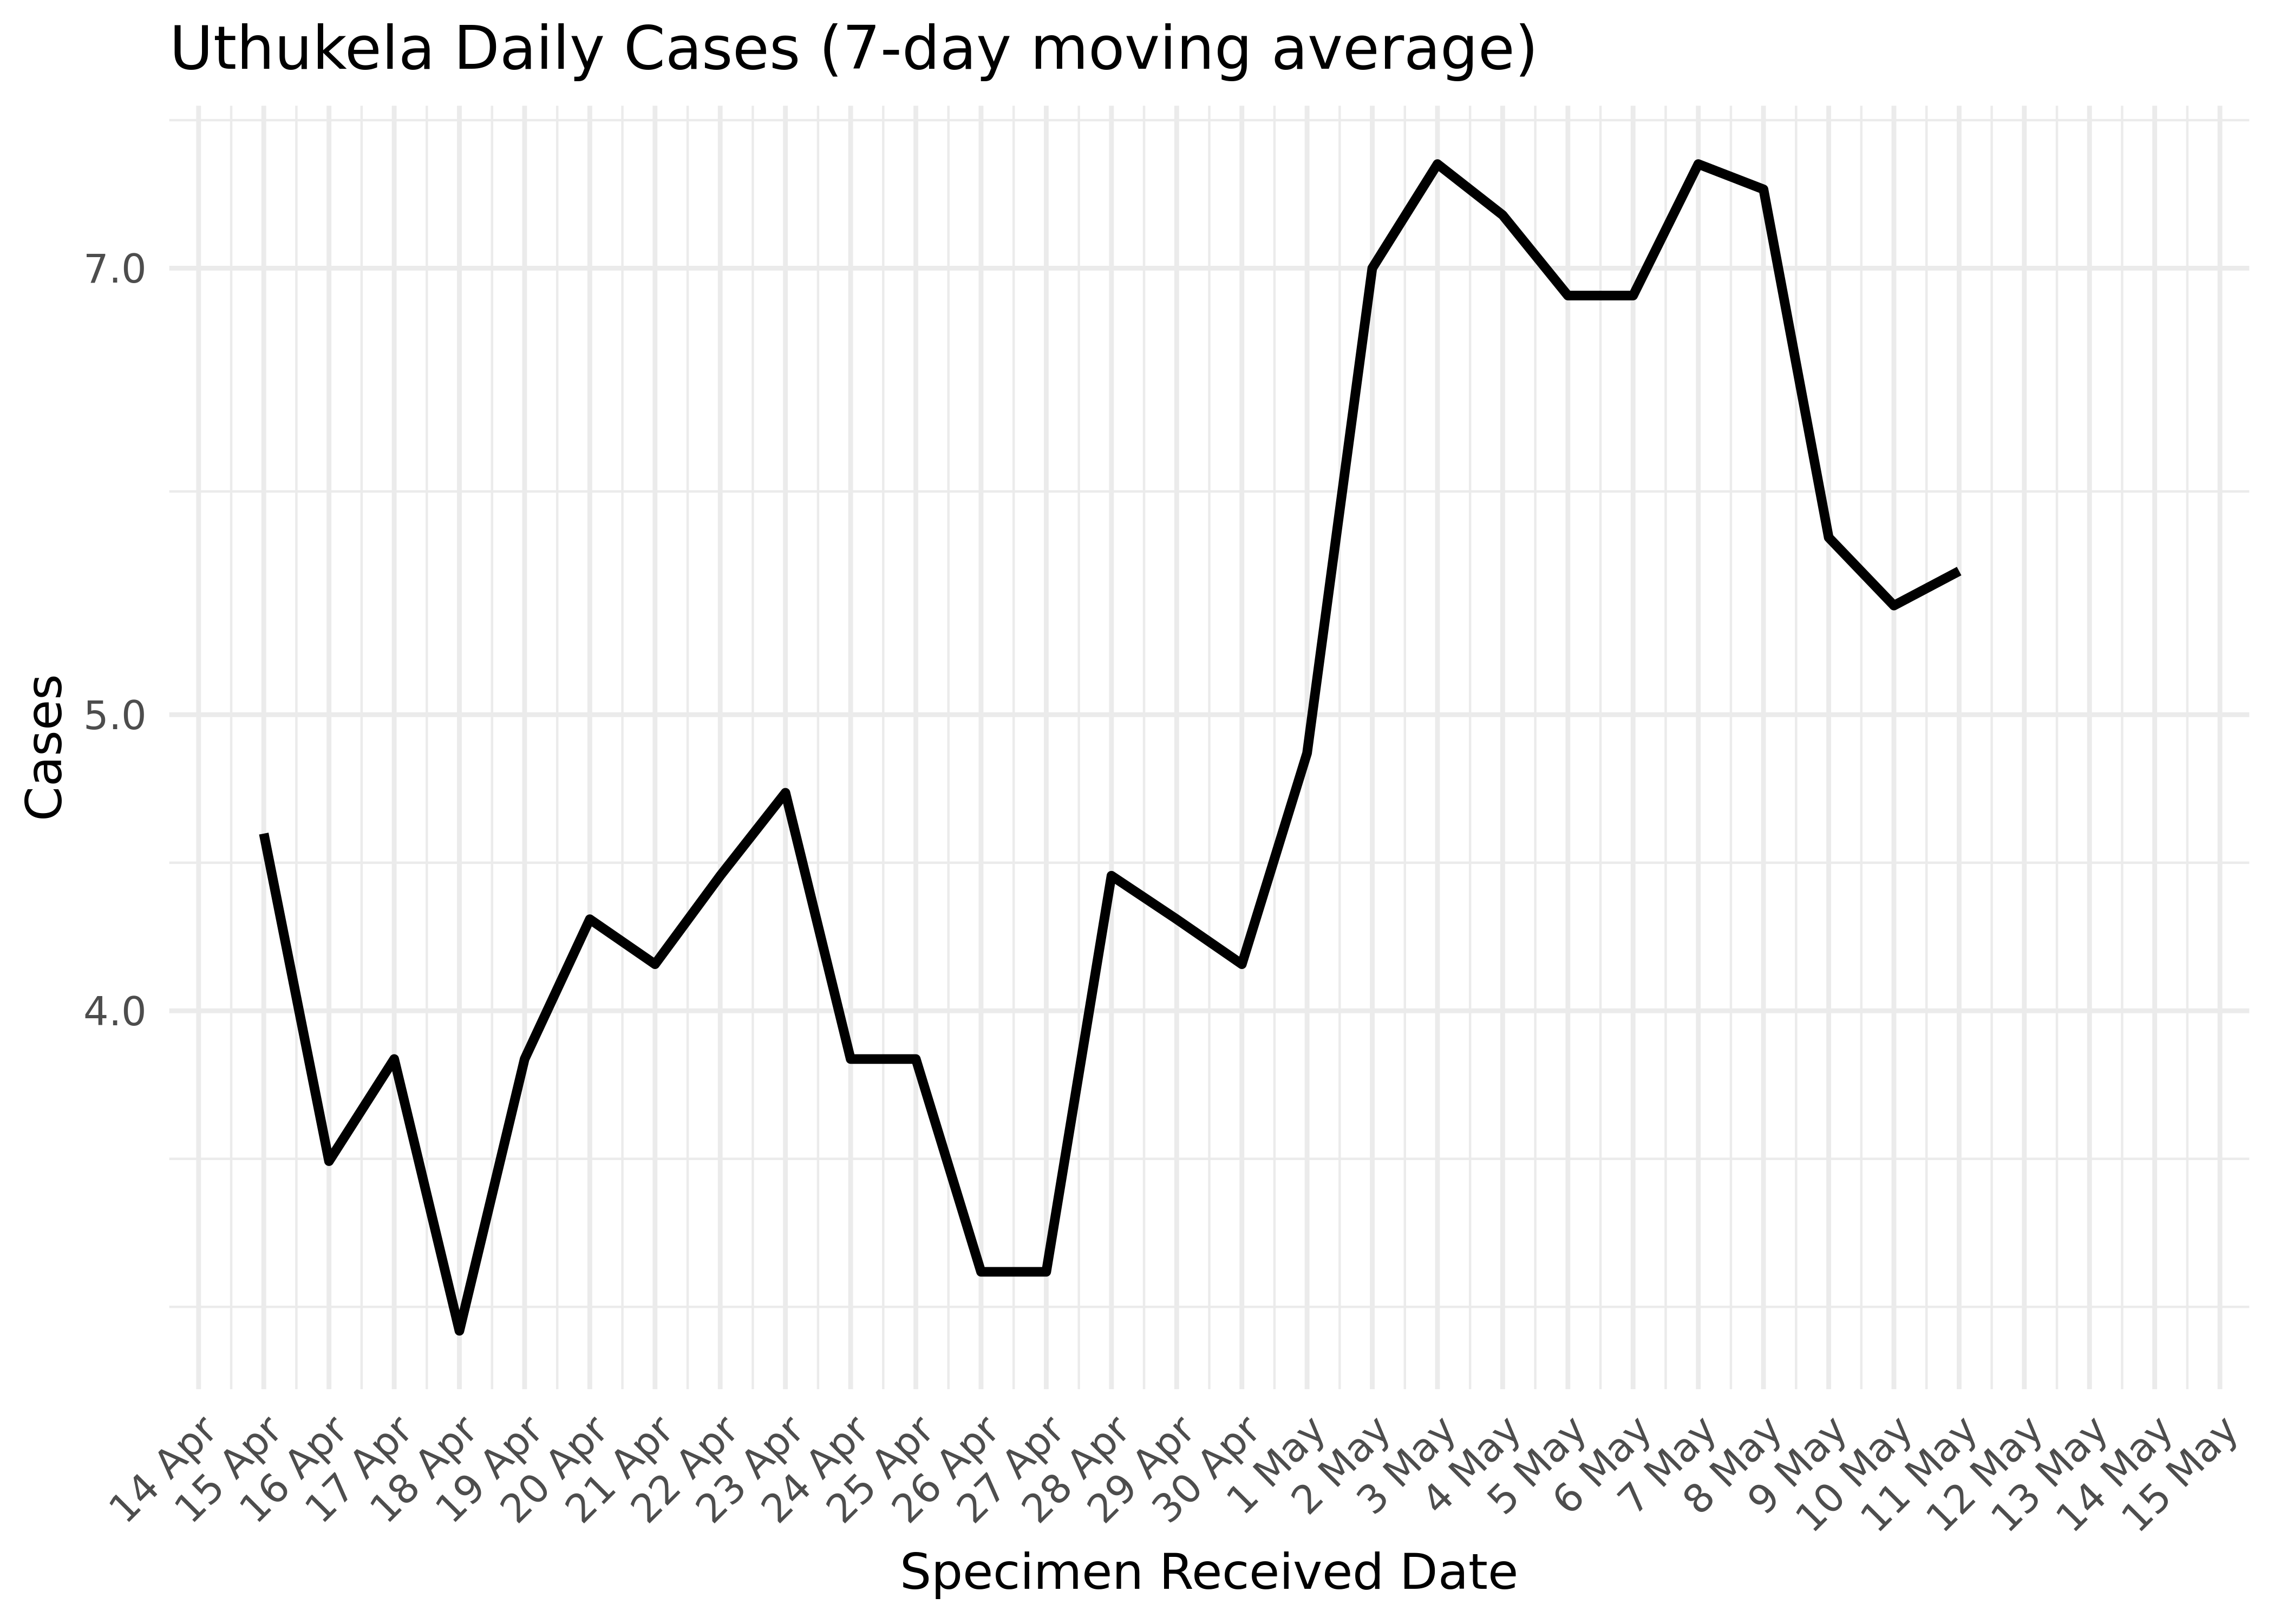 Uthukela Daily Cases (7-day moving average)
7.0
5.0
4.0
Cases
14 Apr
15 Apr
16 Apr
17 Apr
18 Apr
19 Apr
20 Apr
21 Apr
22 Apr
23 Apr
24 Apr
25 Apr
26 Apr
27 Apr
28 Apr
29 Apr
30 Apr
1 May
2 May
3 May
4 May
5 May
6 May
7 May
8 May
9 May
10 May
11 May
12 May
13 May
14 May
15 May
Specimen Received Date